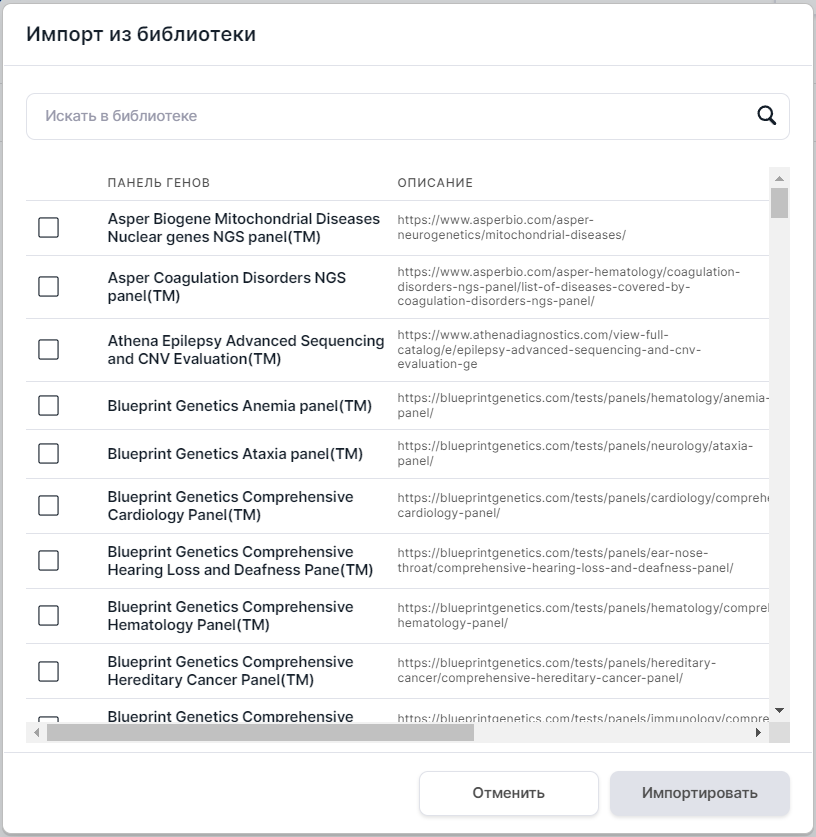 Импорт из библиотеки
Искать в библиотеке
ПАНЕЛЬ ГЕНОВ
ОПИСАНИЕ
Asper Biogene Mitochondrial Diseases
Nuclear genes NGS panel(TM)
https://www.asperbio.com/asper-
neurogenetics/mitochondrial-diseases/
Asper Coagulation Disorders NGS
panel(TM)
https://www.asperbio.com/asper-hematology/coagulation-
disorders-ngs-panel/list-of-diseases-covered-by-
coagulation-disorders-ngs-panel/
Athena Epilepsy Advanced Sequencing
and CNV Evaluation(TM)
https://www.athenadiagnostics.com/view-full-
catalog/e/epilepsy-advanced-sequencing-and-cnv-
evaluation-ge
Blueprint Genetics Anemia panel(TM)
https://blueprintgenetics.com/tests/panels/hematology/anemia-
panel/
Blueprint Genetics Ataxia panel(TM)
https://blueprintgenetics.com/tests/panels/neurology/ataxia-
panel/
Blueprint Genetics Comprehensive
Cardiology Panel(TM)
https://blueprintgenetics.com/tests/panels/cardiology/comprehe
cardiology-panel/
Blueprint Genetics Comprehensive
Hearing Loss and Deafness Pane(TM)
https://blueprintgenetics.com/tests/panels/ear-nose-
throat/comprehensive-hearing-loss-and-deafness-panel/
Blueprint Genetics Comprehensive
Hematology Panel(TM)
https://blueprintgenetics.com/tests/panels/hematology/comprel
hematology-panel/
Blueprint Genetics Comprehensive
Hereditary Cancer Panel(TM)
https://blueprintgenetics.com/tests/panels/hereditary-
cancer/comprehensive-hereditary-cancer-panel/
Blueprint Genetics Comprehensive
https://blueprintgenetics.com/tests/panels/immunology/compre
Отменить
Импортировать